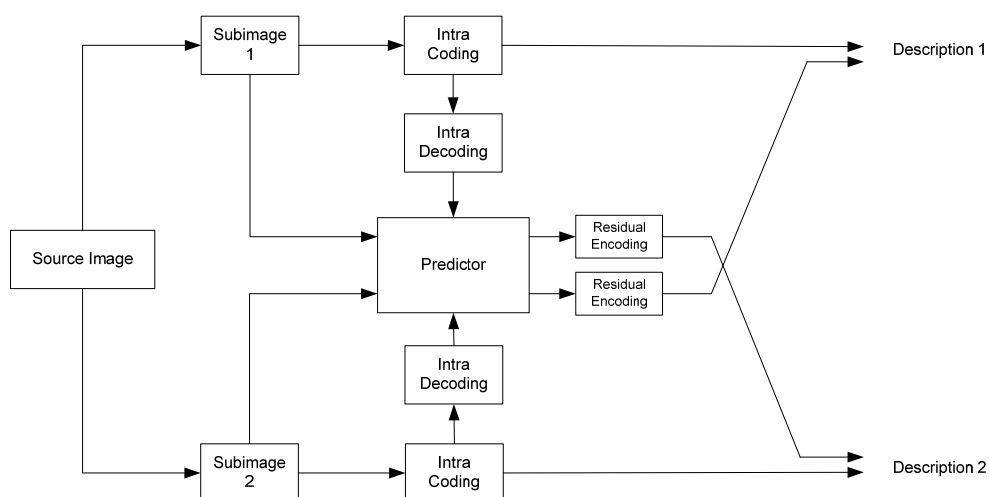 Subimage
1
Intra
Coding
Description 1
Intra
Decoding
Source Image
Predictor
Residual
Encoding
Residual
Encoding
Intra
Decoding
Subimage
2
Intra
Coding
Description 2